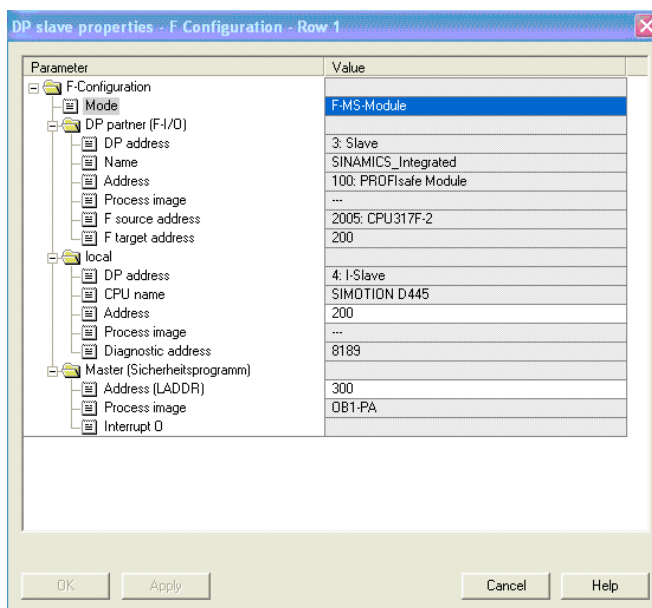 DP slave properties - F Configuration - Row 1
Parameter Value
F-Configuration
Mode F-MS-Module
DP partner (F-I/O)
DP address 3: Slave
Name SINAMICS_Integrated
Address 100: PROFIsafe Module
Process image ---
F source address 2005: CPU317F-2
F target address 200
local
DP address 4: I-Slave
CPU name SIMOTION D445
Address 200
Process image ---
Diagnostic address 8189
Master (Sicherheitsprogramm)
Address (LADDR) 300
Process image OB1-PA
Interrupt O
OK Apply Cancel Help